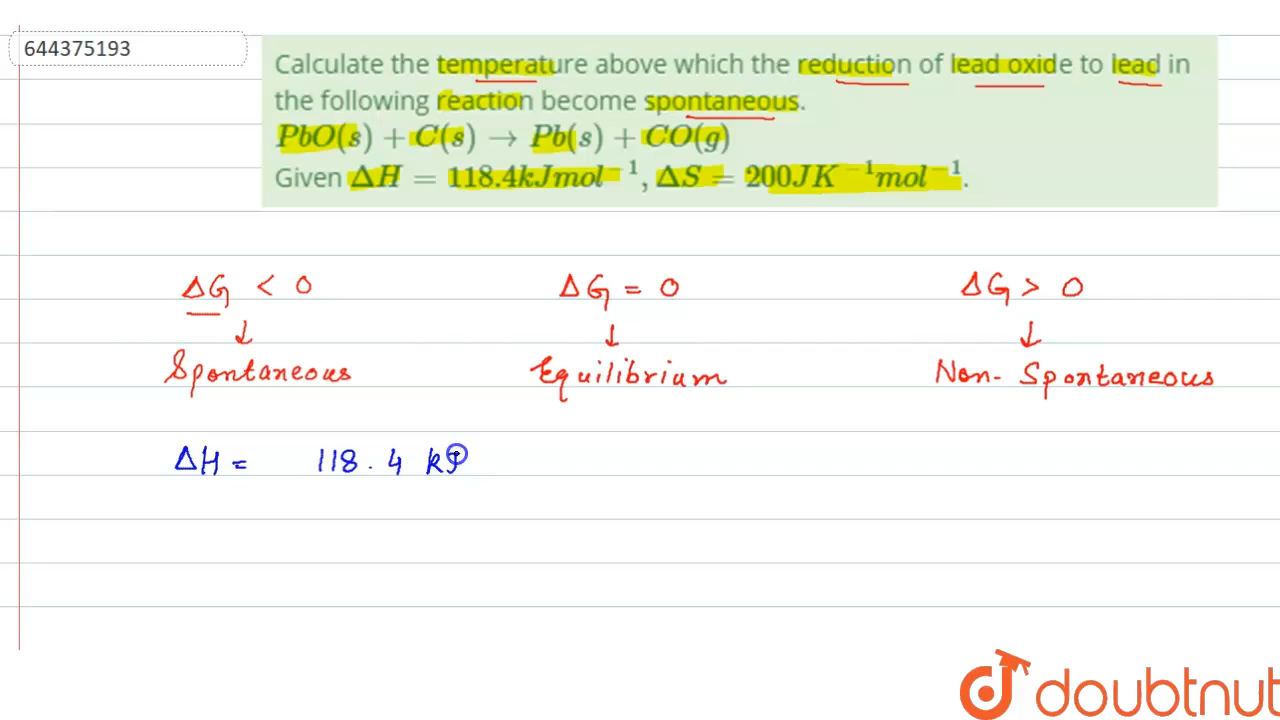 644375193
Calculate the temperature above which the reduction of lead oxide to lead in
the following reaction become spontaneous.
PbO(s) + C(s) → Pb(s) + CO(g)
Given ΔH = 118.4kJmol⁻¹, ΔS = 200JK⁻¹mol⁻¹.
ΔG < 0 ΔG = 0 ΔG > 0
↓ ↓ ↓
Spontaneous Equilibrium Non-Spontaneous
ΔH = 118.4 kJ
doubtnut